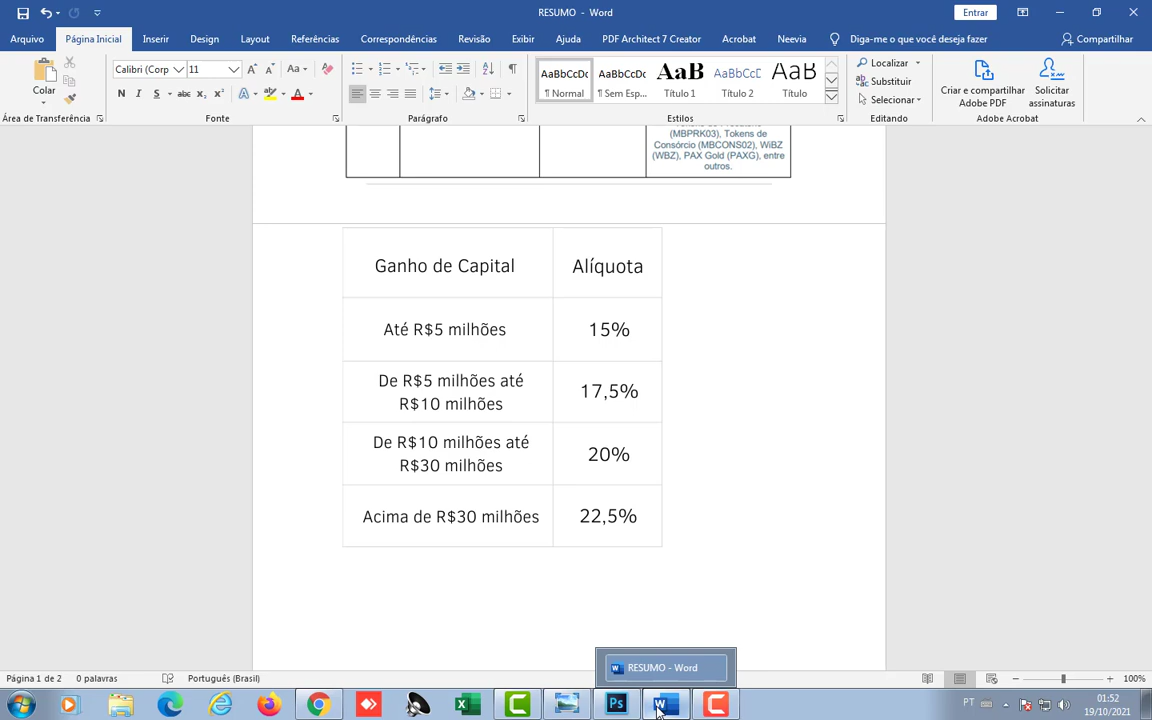 RESUMO - Word
Entrar
Arquivo
Página Inicial
Inserir
Design
Layout
Referências
Correspondências
Revisão
Exibir
Ajuda
PDF Architect 7 Creator
Acrobat
Neevia
Diga-me o que você deseja fazer
Compartilhar
Colar
Área de Transferência
Calibri (Corp
11
Aa
N I S abc x₂ x²
Fonte
Parágrafo
AaBbCcDc
¶ Normal
AaBbCcDc
¶ Sem Esp...
AaB
Título 1
AaBbCcD
Título 2
AaB
Título
Estilos
Localizar
Substituir
Selecionar
Editando
Criar e compartilhar
Adobe PDF
Solicitar
assinaturas
Adobe Acrobat
(MBPRK03), Tokens de
Consórcio (MBCONS02), WiBZ
(WBZ), PAX Gold (PAXG), entre
outros.
Ganho de Capital Alíquota
Até R$5 milhões 15%
De R$5 milhões até
R$10 milhões
17,5%
De R$10 milhões até
R$30 milhões
20%
Acima de R$30 milhões 22,5%
RESUMO - Word
Página 1 de 2 0 palavras Português (Brasil) 100%
PT
01:52
19/10/2021